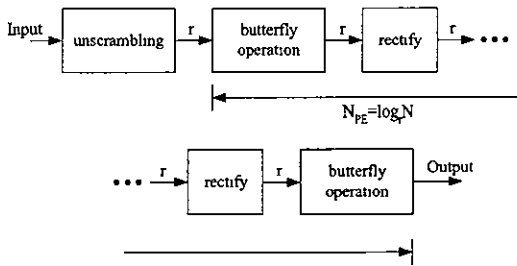 Input
unscrambling
r
butterfly
operation
r
rectify
r
N_PE=log_r N
r
rectify
r
butterfly
operation
Output